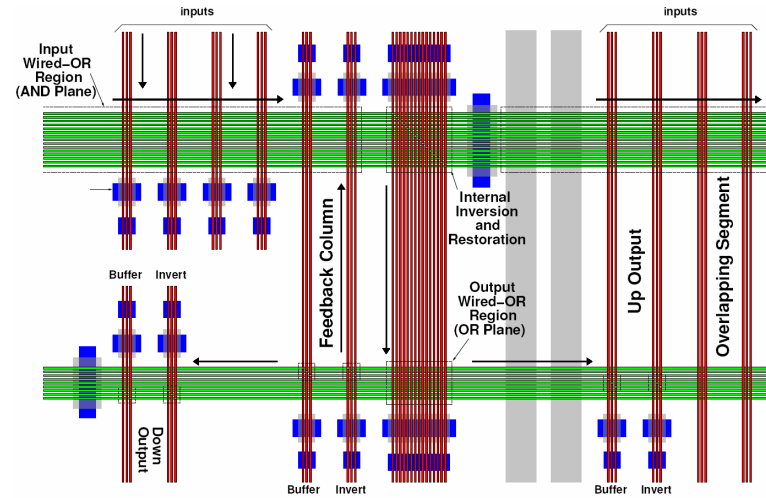 inputs
inputs
Input
Wired–OR
Region
(AND Plane)
Internal
Inversion
and
Restoration
Feedback Column
Up Output
Overlapping Segment
Buffer
Invert
Output
Wired–OR
Region
(OR Plane)
Down
Output
Buffer
Invert
Buffer
Invert